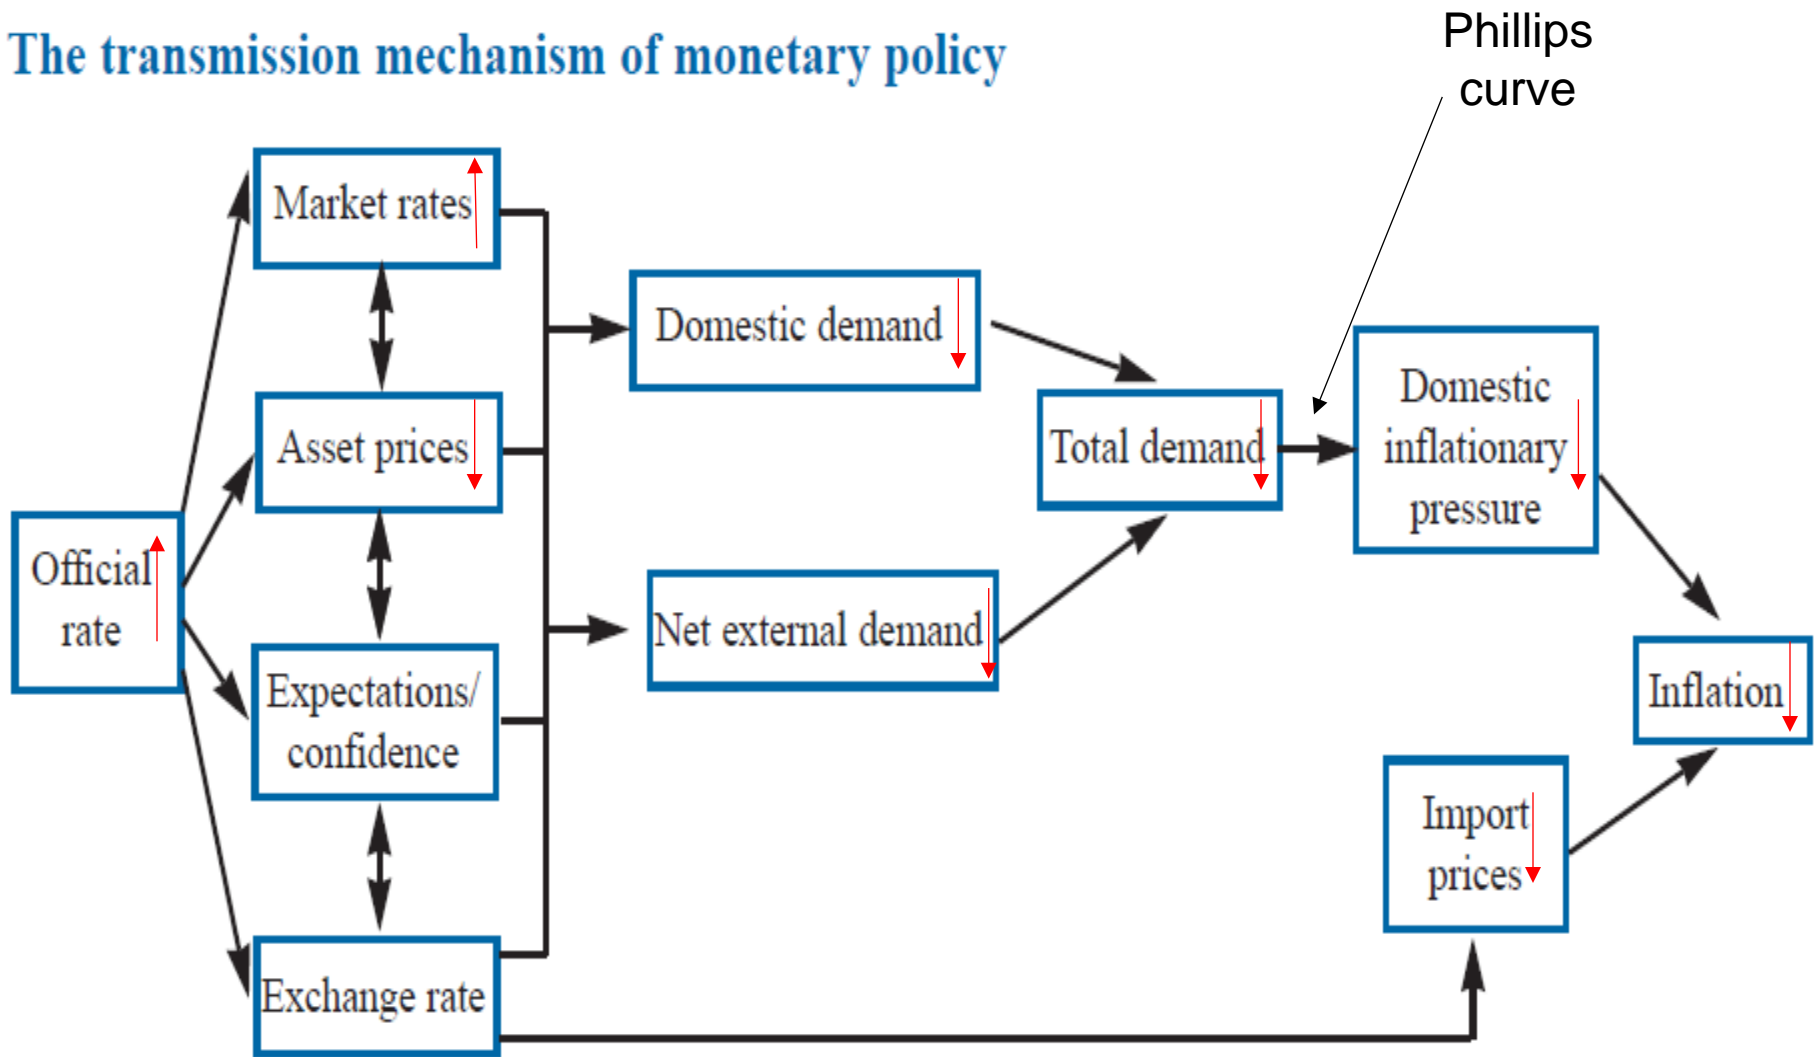 The transmission mechanism of monetary policy
Phillips
curve
Market rates
Asset prices
Official
rate
Expectations/
confidence
Exchange rate
Domestic demand
Net external demand
Total demand
Domestic
inflationary
pressure
Import
prices
Inflation